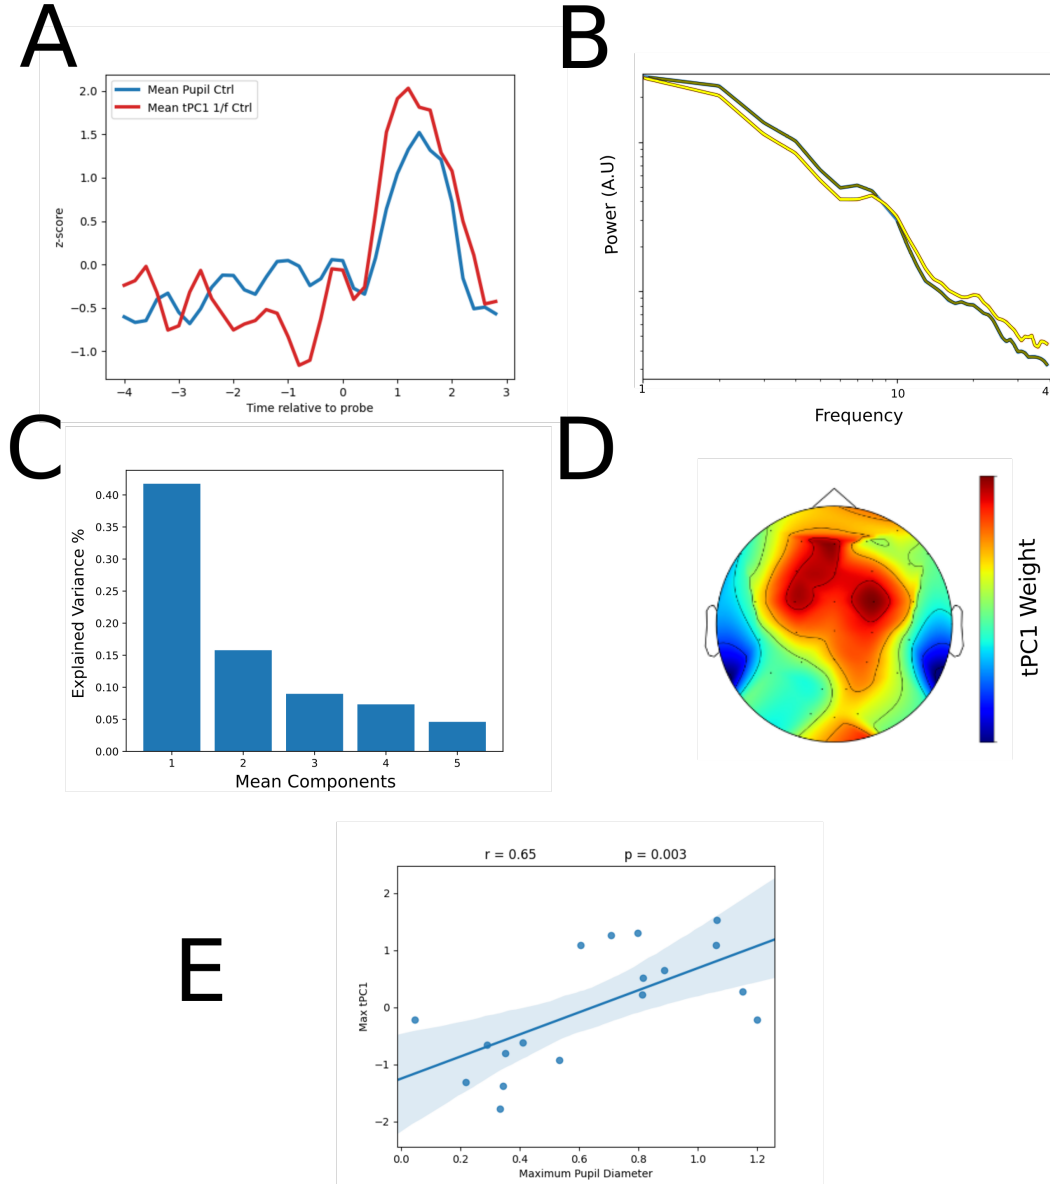 A
Mean Pupil Ctrl
Mean tPC1 1/f Ctrl
z-score
2.0
1.5
1.0
0.5
0.0
−0.5
−1.0
−4 −3 −2 −1 0 1 2 3
Time relative to probe
B
Power (A.U)
1 10 4
Frequency
C
Explained Variance %
0.40
0.35
0.30
0.25
0.20
0.15
0.10
0.05
0.00
1 2 3 4 5
Mean Components
D
tPC1 Weight
E
r = 0.65 p = 0.003
Max tPC1
2
1
0
−1
−2
0.0 0.2 0.4 0.6 0.8 1.0 1.2
Maximum Pupil Diameter